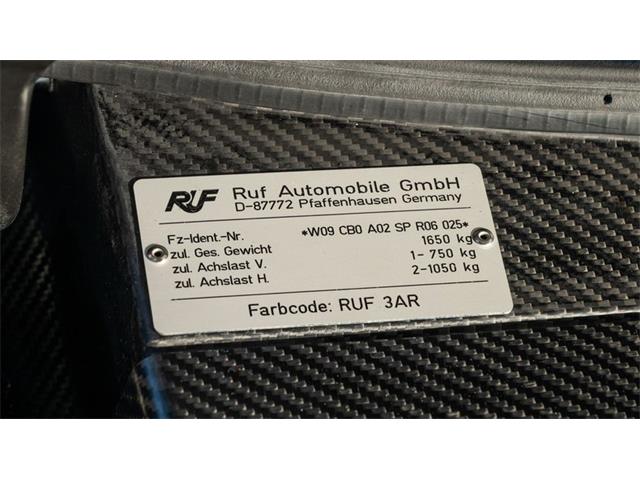 RUF Ruf Automobile GmbH
D-87772 Pfaffenhausen Germany
Fz-Ident.-Nr. *W09 CB0 A02 SP R06 025*
zul. Ges. Gewicht 1650 kg
zul. Achslast V. 1- 750 kg
zul. Achslast H. 2-1050 kg
Farbcode: RUF 3AR